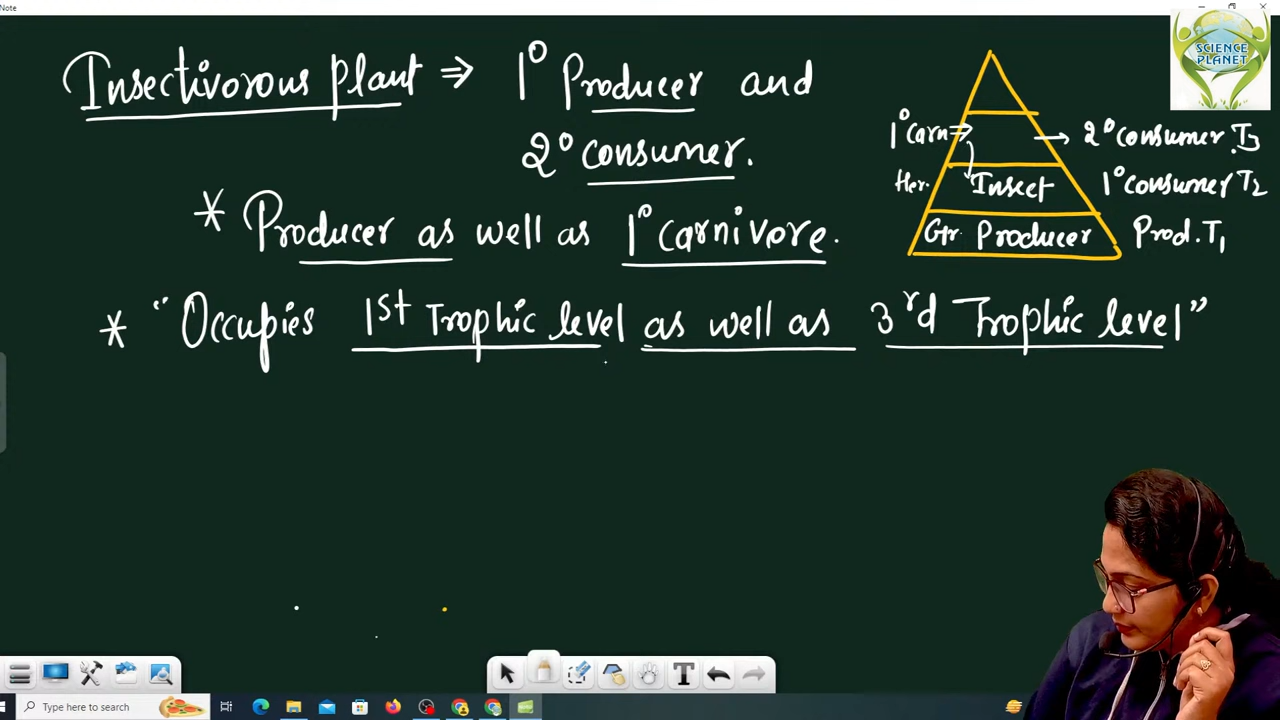 Note
SCIENCE
PLANET
Insectivorous plant ⇒ 1° Producer and
2° consumer.
* Producer as well as 1° carnivore.
* "Occupies 1st Trophic level as well as 3rd Trophic level"
1° Carn ⇒ → 2° consumer. T3
Her. Insect 1° consumer T2
Gr. Producer Prod. T1
Type here to search